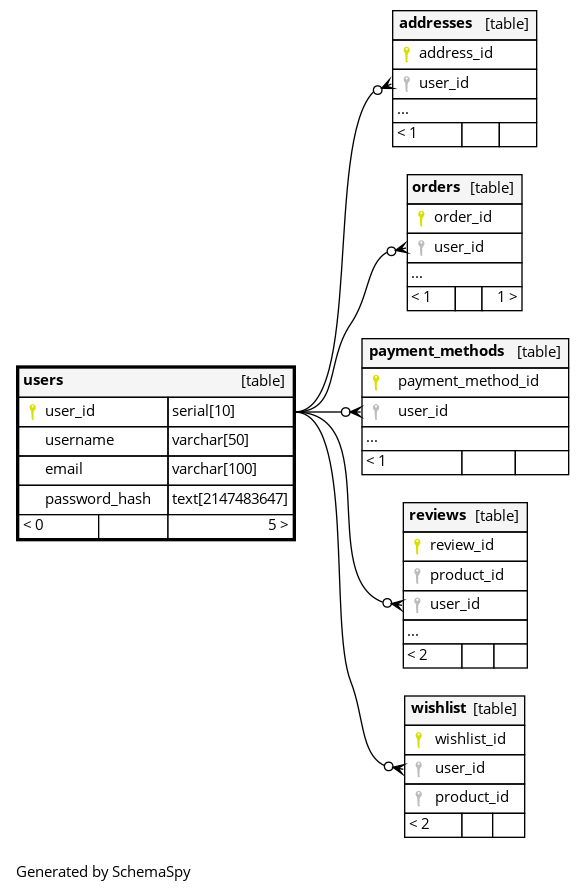 addresses [table]
address_id
user_id
...
< 1
orders [table]
order_id
user_id
...
< 1 1 >
payment_methods [table]
payment_method_id
user_id
...
< 1
users [table]
user_id serial[10]
username varchar[50]
email varchar[100]
password_hash text[2147483647]
< 0 5 >
reviews [table]
review_id
product_id
user_id
...
< 2
wishlist [table]
wishlist_id
user_id
product_id
< 2
Generated by SchemaSpy